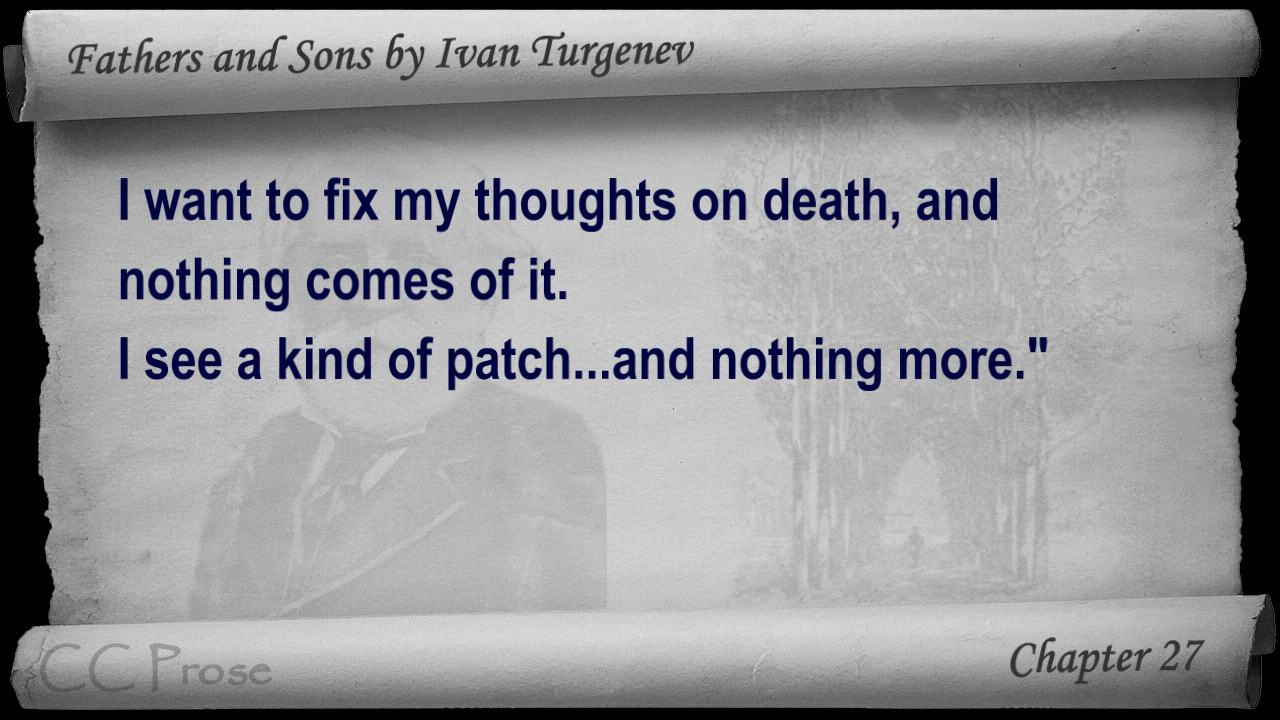 Fathers and Sons by Ivan Turgenev
I want to fix my thoughts on death, and
nothing comes of it.
I see a kind of patch...and nothing more."
CC Prose
Chapter 27